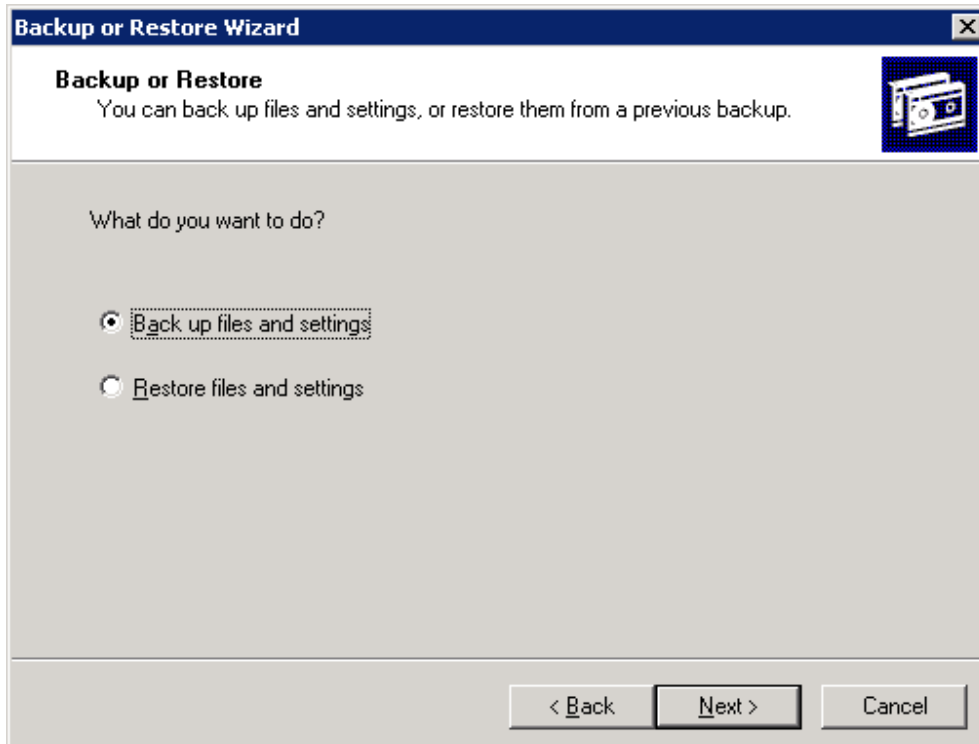 Backup or Restore Wizard
Backup or Restore
You can back up files and settings, or restore them from a previous backup.
What do you want to do?
Back up files and settings
Restore files and settings
< Back
Next >
Cancel